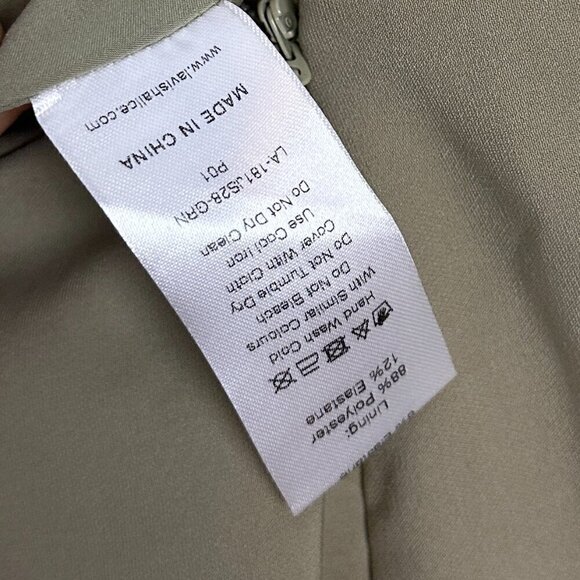 8% Elastane
Lining:
88% Polyester
12% Elastane
Hand Wash Cold
With Similar Colours
Do Not Bleach
Do Not Tumble Dry
Cover With Cloth
Use Cool Iron
Do Not Dry Clean
LA-181JS28-GRN
P01
MADE IN CHINA
www.lavishalice.com